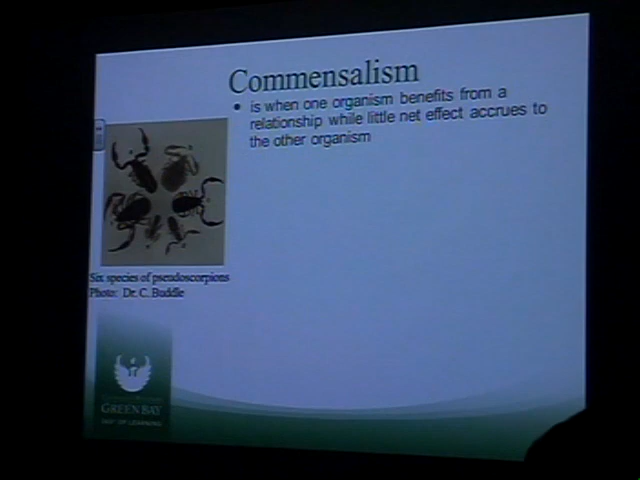 Commensalism
• is when one organism benefits from a
relationship while little net effect accrues to
the other organism
Six species of pseudoscorpions
Photo: Dr. C. Buddle
GREEN BAY
360° OF LEARNING